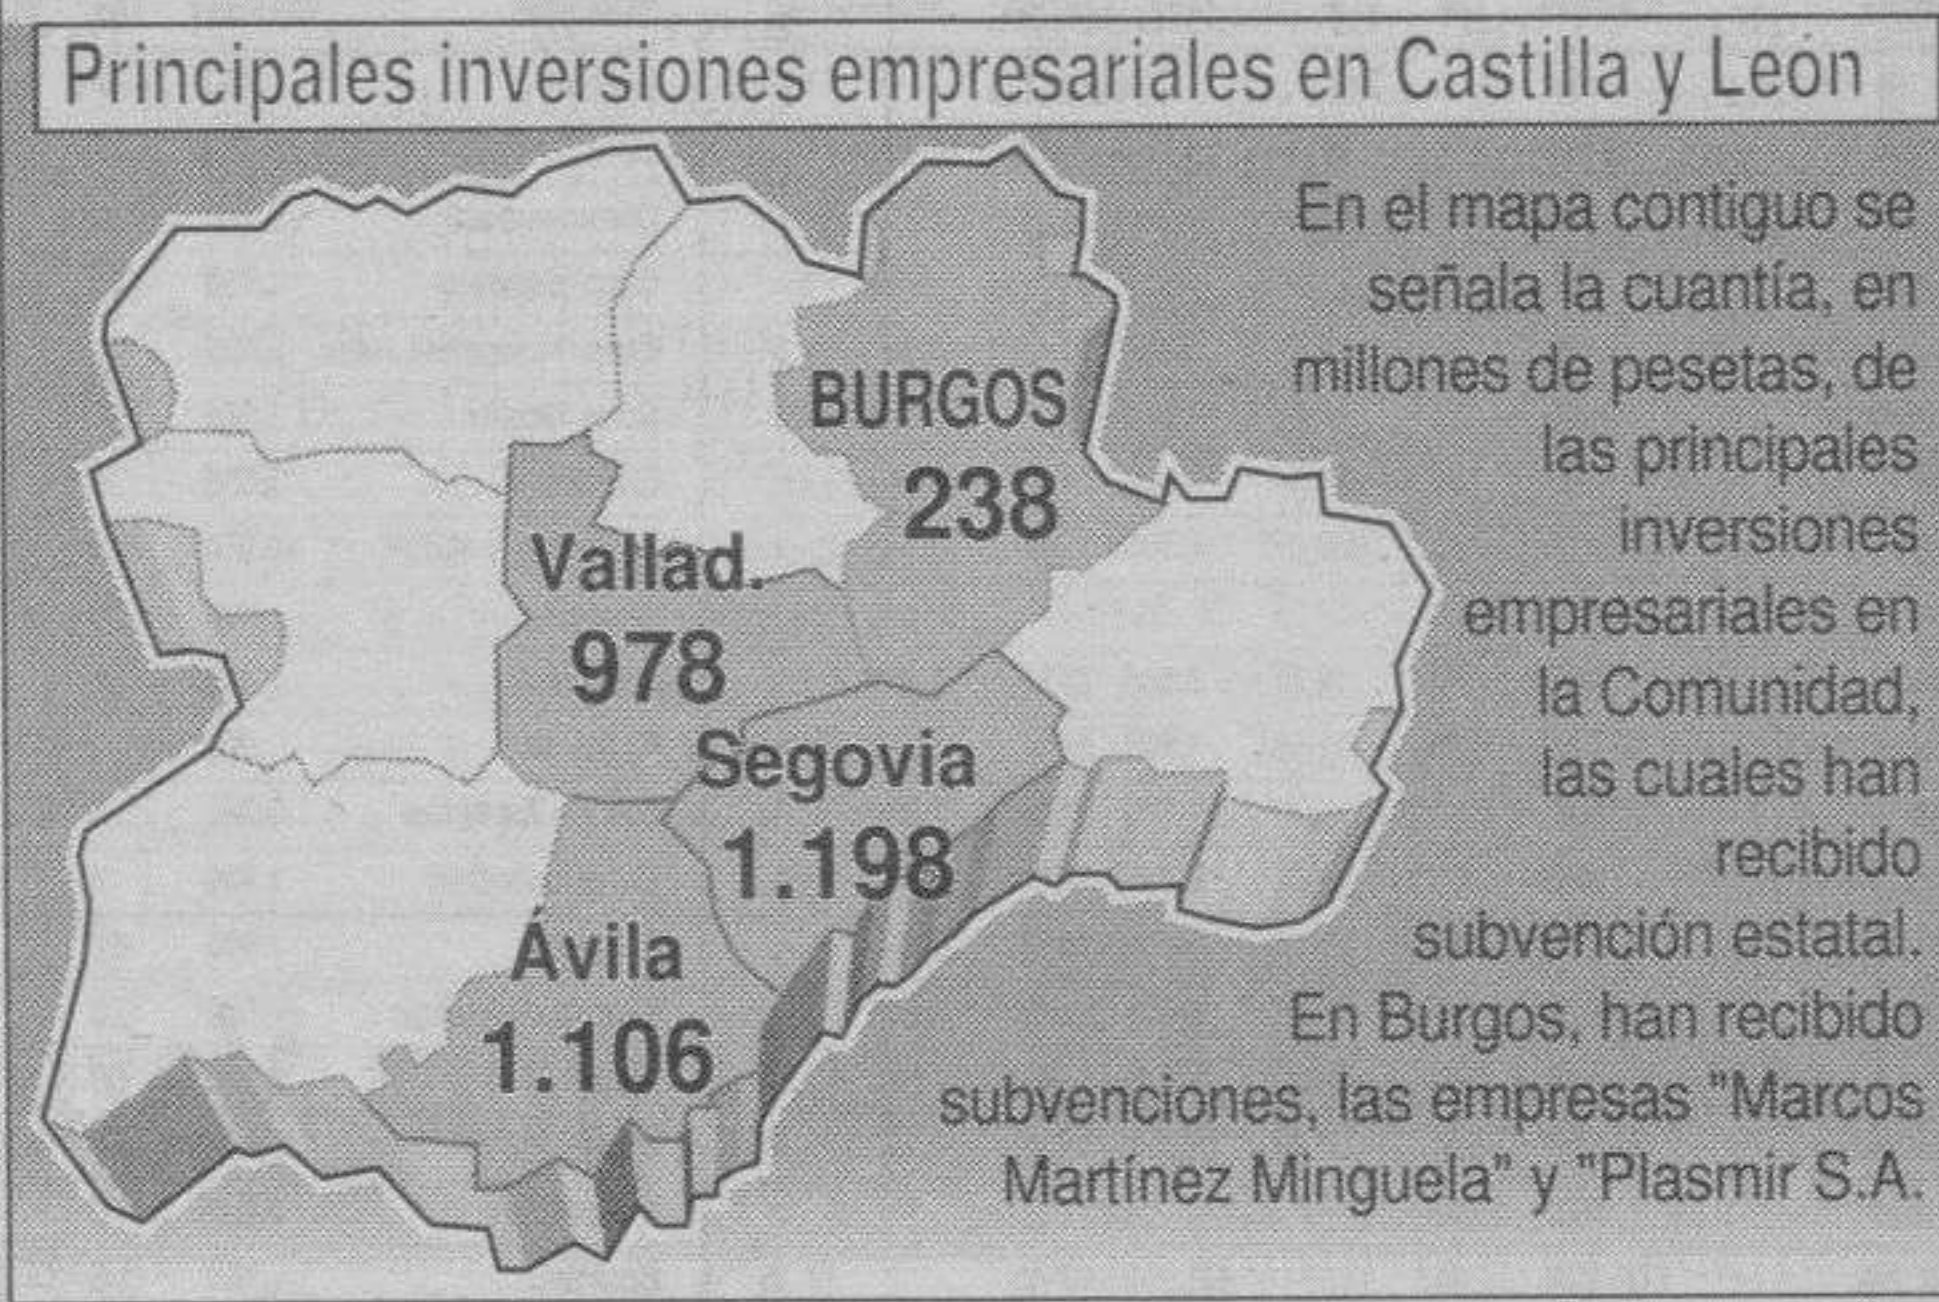 Principales inversiones empresariales en Castilla y León
En el mapa contiguo se
señala la cuantía, en
millones de pesetas, de
las principales
inversiones
empresariales en
la Comunidad,
las cuales han
recibido
subvención estatal.
En Burgos, han recibido
subvenciones, las empresas "Marcos
Martínez Minguela" y "Plasmir S.A.
BURGOS
238
Vallad.
978
Segovia
1.198
Ávila
1.106